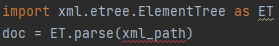 import xml.etree.ElementTree as ET
doc = ET.parse(xml_path)